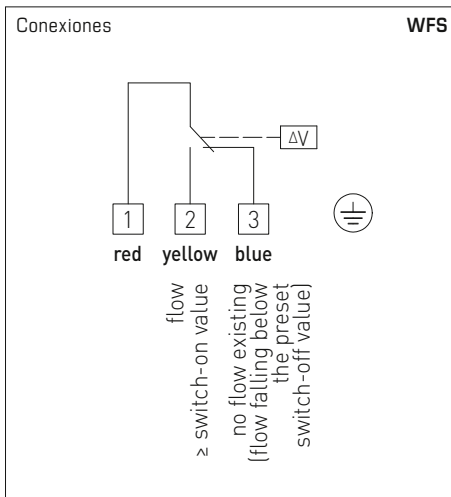 Conexiones WFS
ΔV
1 2 3
red yellow blue
flow
≥ switch-on value
no flow existing
(flow falling below
the preset
switch-off value)